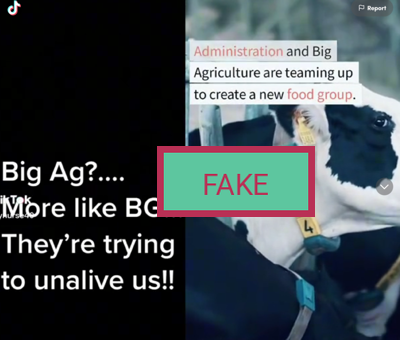 Report
Administration and Big
Agriculture are teaming up
to create a new food group.
FAKE
Big Ag?....
More like BG
They're trying
to unalive us!!
4